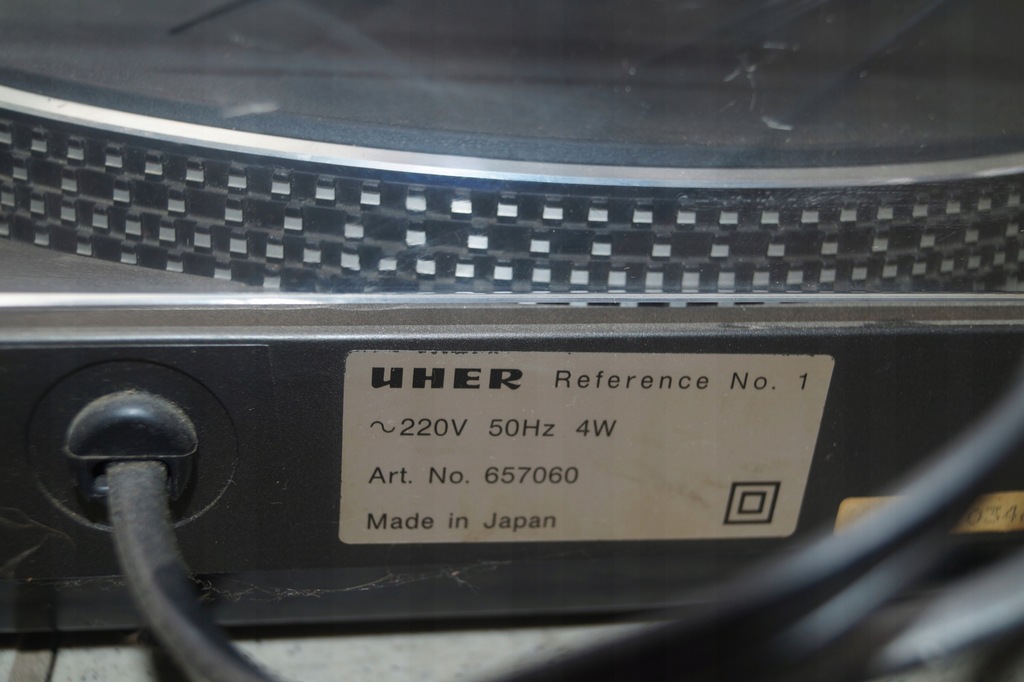 UHER Reference No. 1
~220V 50Hz 4W
Art. No. 657060
Made in Japan